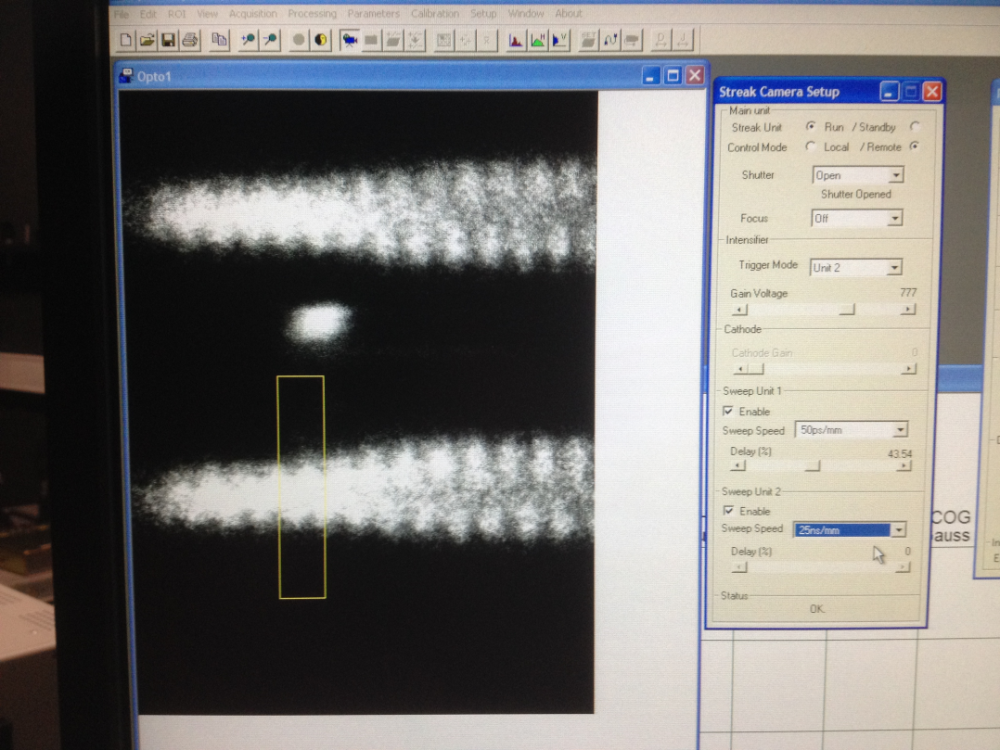 File Edit ROI View Acquisition Processing Parameters Calibration Setup Window About
Opto1
Streak Camera Setup
Main unit
Streak Unit Run / Standby
Control Mode Local / Remote
Shutter Open
Shutter Opened
Focus Off
Intensifier
Trigger Mode Unit 2
Gain Voltage 777
Cathode
Cathode Gain 0
Sweep Unit 1
Enable
Sweep Speed 50ps/mm
Delay (%) 43.54
Sweep Unit 2
Enable
Sweep Speed 25ns/mm
Delay (%) 0
Status
OK.
COG
auss